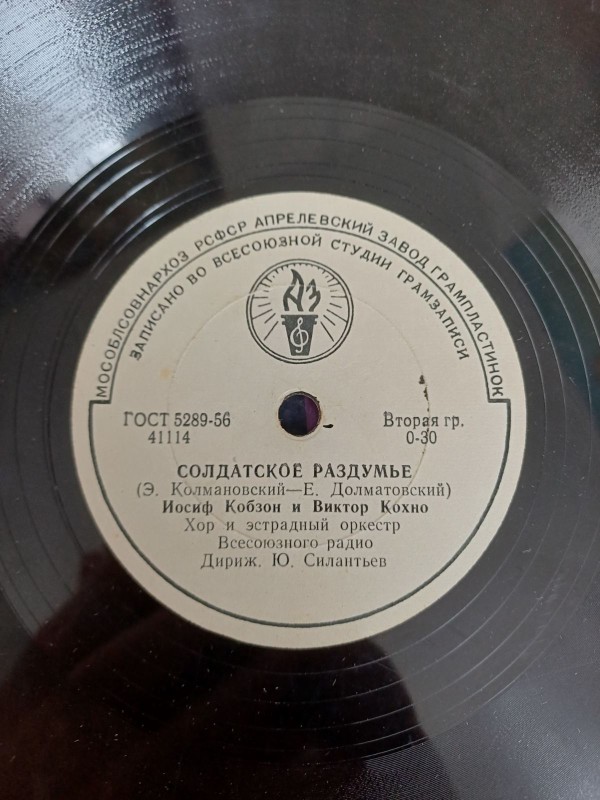 МОСОБЛСОВНАРХОЗ РСФСР АПРЕЛЕВСКИЙ ЗАВОД ГРАМПЛАСТИНОК
ЗАПИСАНО ВО ВСЕСОЮЗНОЙ СТУДИИ ГРАМЗАПИСИ
АЗ
ГОСТ 5289-56 Вторая гр.
41114 0-30
СОЛДАТСКОЕ РАЗДУМЬЕ
(Э. Колмановский—Е. Долматовский)
Иосиф Кобзон и Виктор Кохно
Хор и эстрадный оркестр
Всесоюзного радио
Дириж. Ю. Силантьев